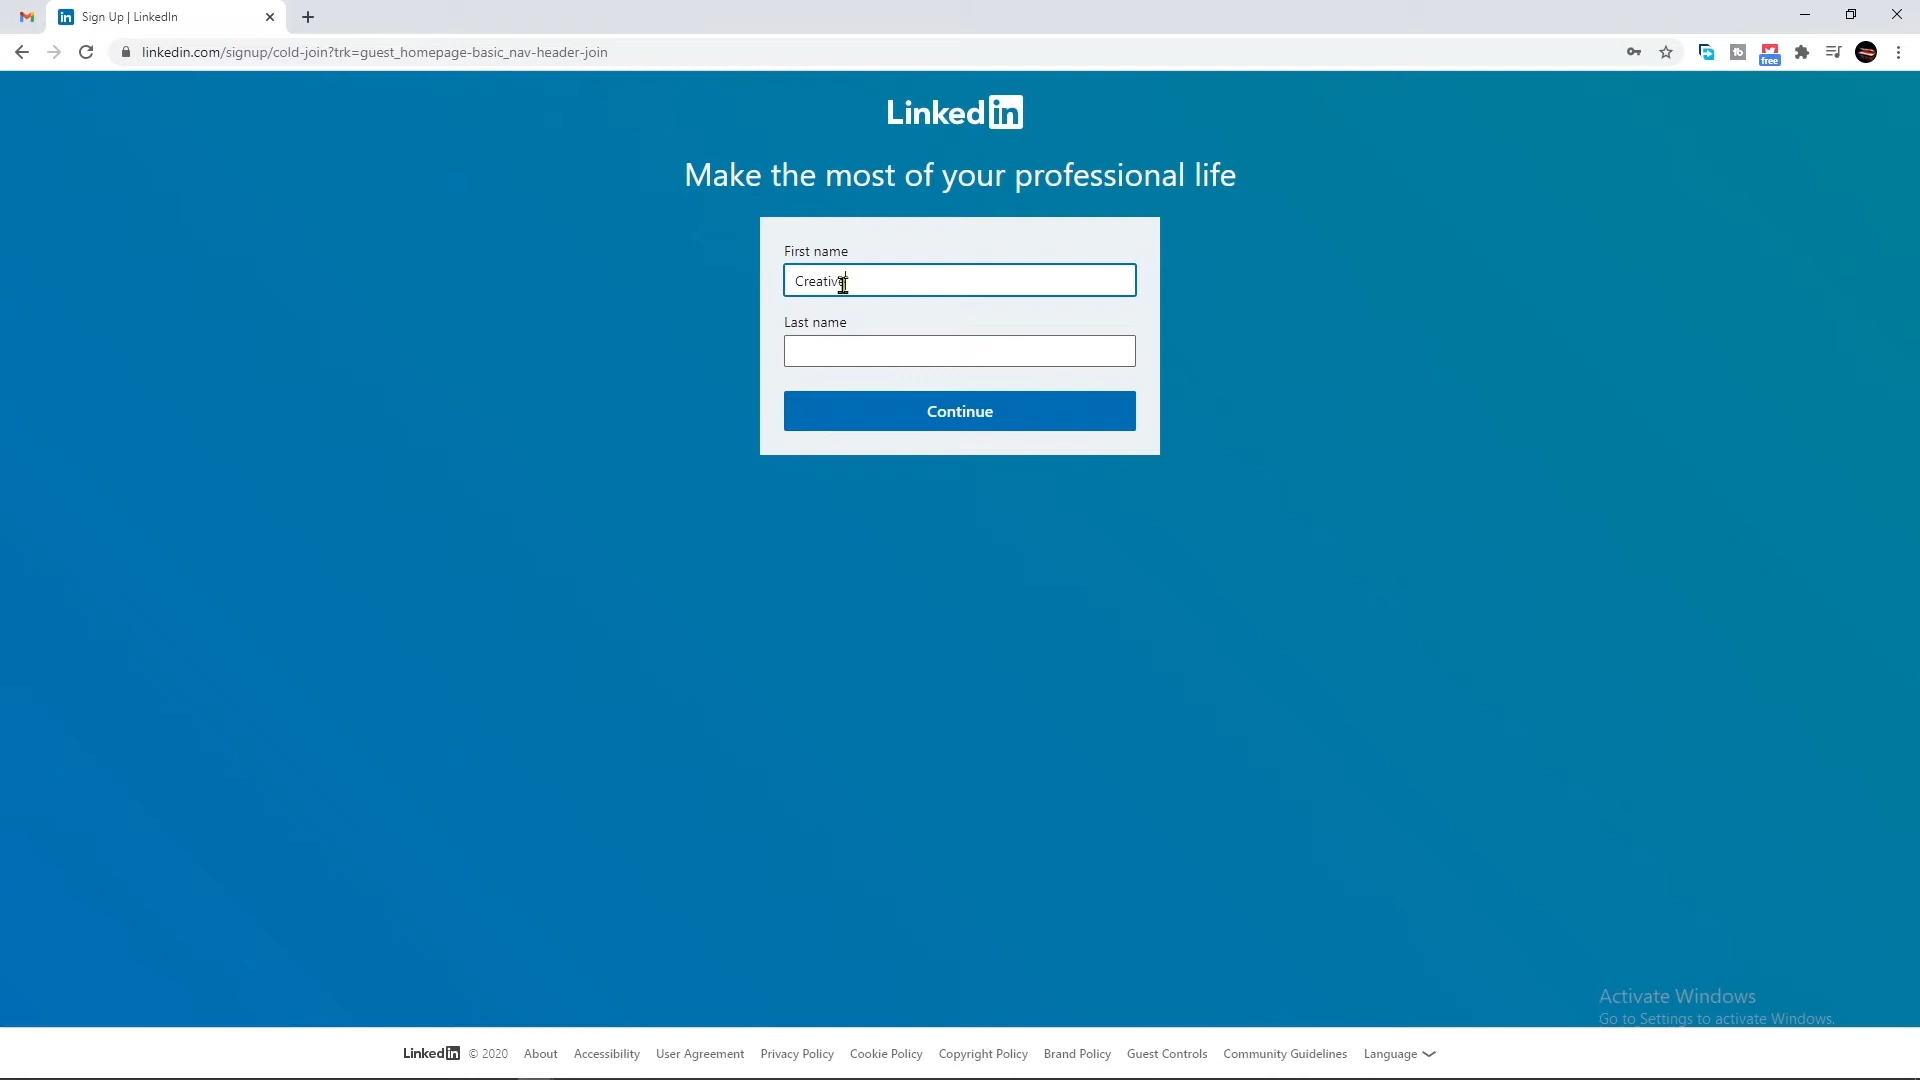 Sign Up | LinkedIn
linkedin.com/signup/cold-join?trk=guest_homepage-basic_nav-header-join
free
Linked in
Make the most of your professional life
First name
Creative
Last name
Continue
Activate Windows
Go to Settings to activate Windows.
Linked in © 2020 About Accessibility User Agreement Privacy Policy Cookie Policy Copyright Policy Brand Policy Guest Controls Community Guidelines Language